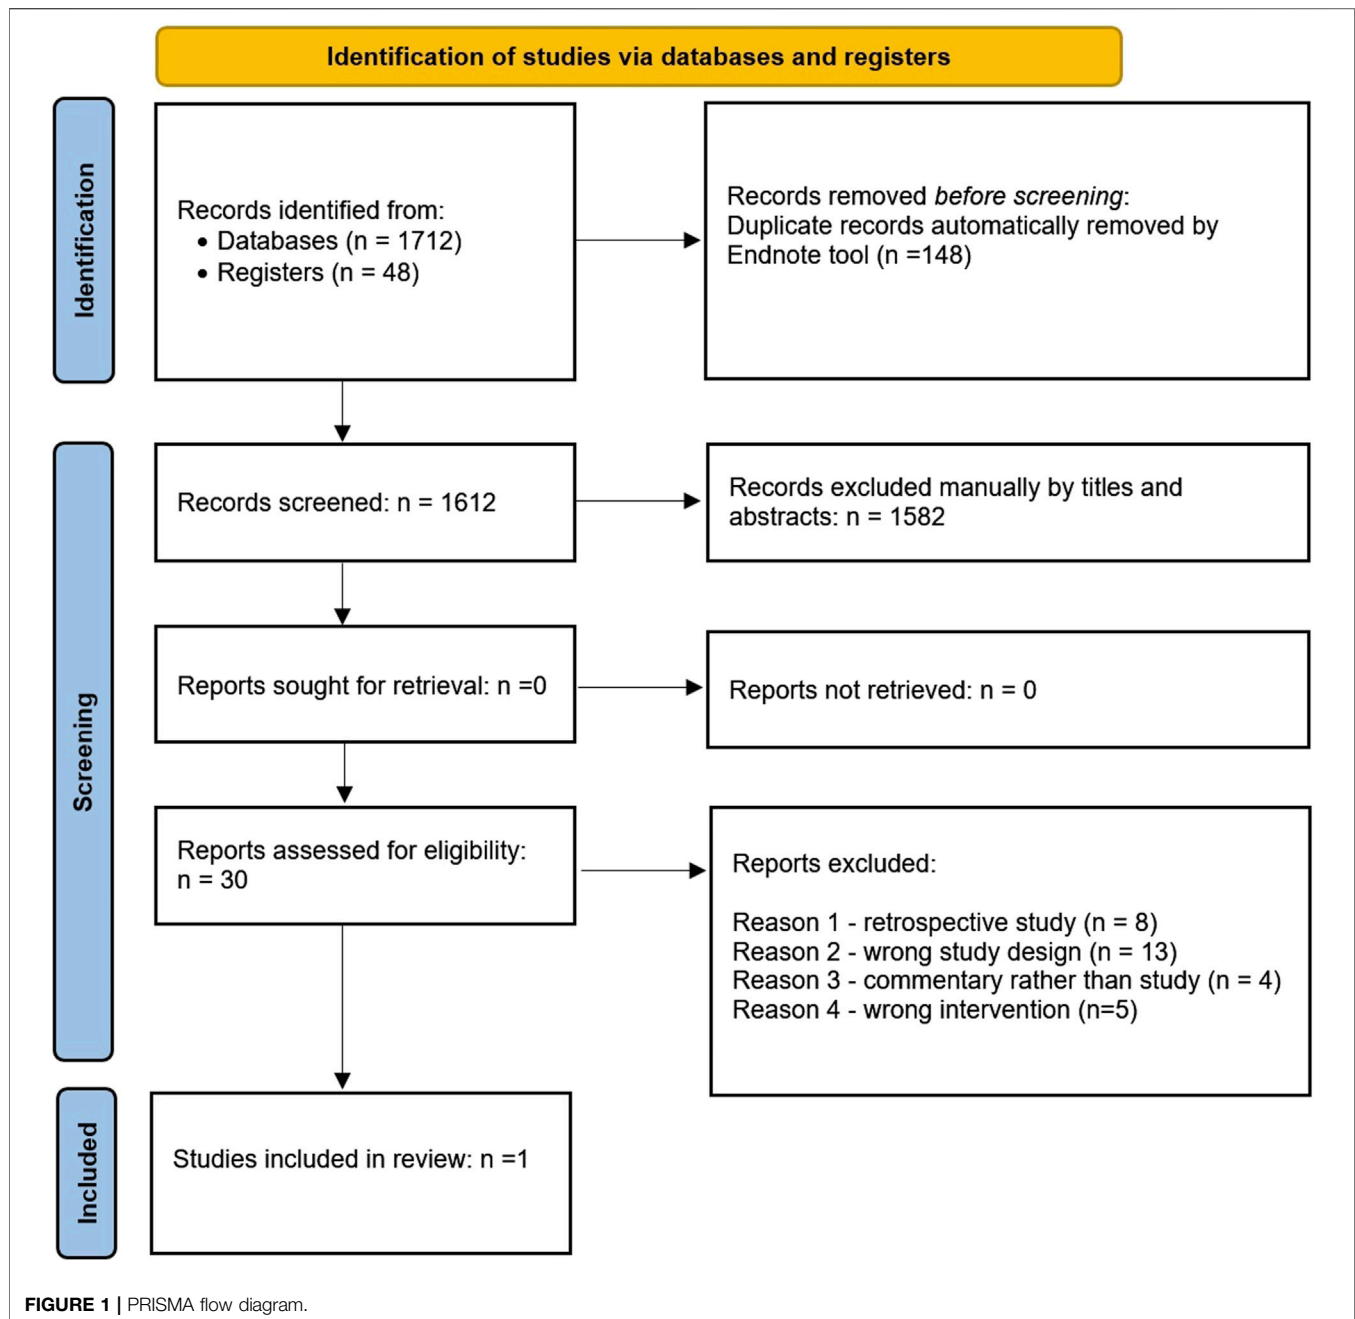 Identification of studies via databases and registers
Identification
Records identified from:
• Databases (n = 1712)
• Registers (n = 48)
Records removed before screening:
Duplicate records automatically removed by
Endnote tool (n =148)
Screening
Records screened: n = 1612
Records excluded manually by titles and
abstracts: n = 1582
Reports sought for retrieval: n =0
Reports not retrieved: n = 0
Reports assessed for eligibility:
n = 30
Reports excluded:
Reason 1 - retrospective study (n = 8)
Reason 2 - wrong study design (n = 13)
Reason 3 - commentary rather than study (n = 4)
Reason 4 - wrong intervention (n=5)
Included
Studies included in review: n =1
FIGURE 1 | PRISMA flow diagram.